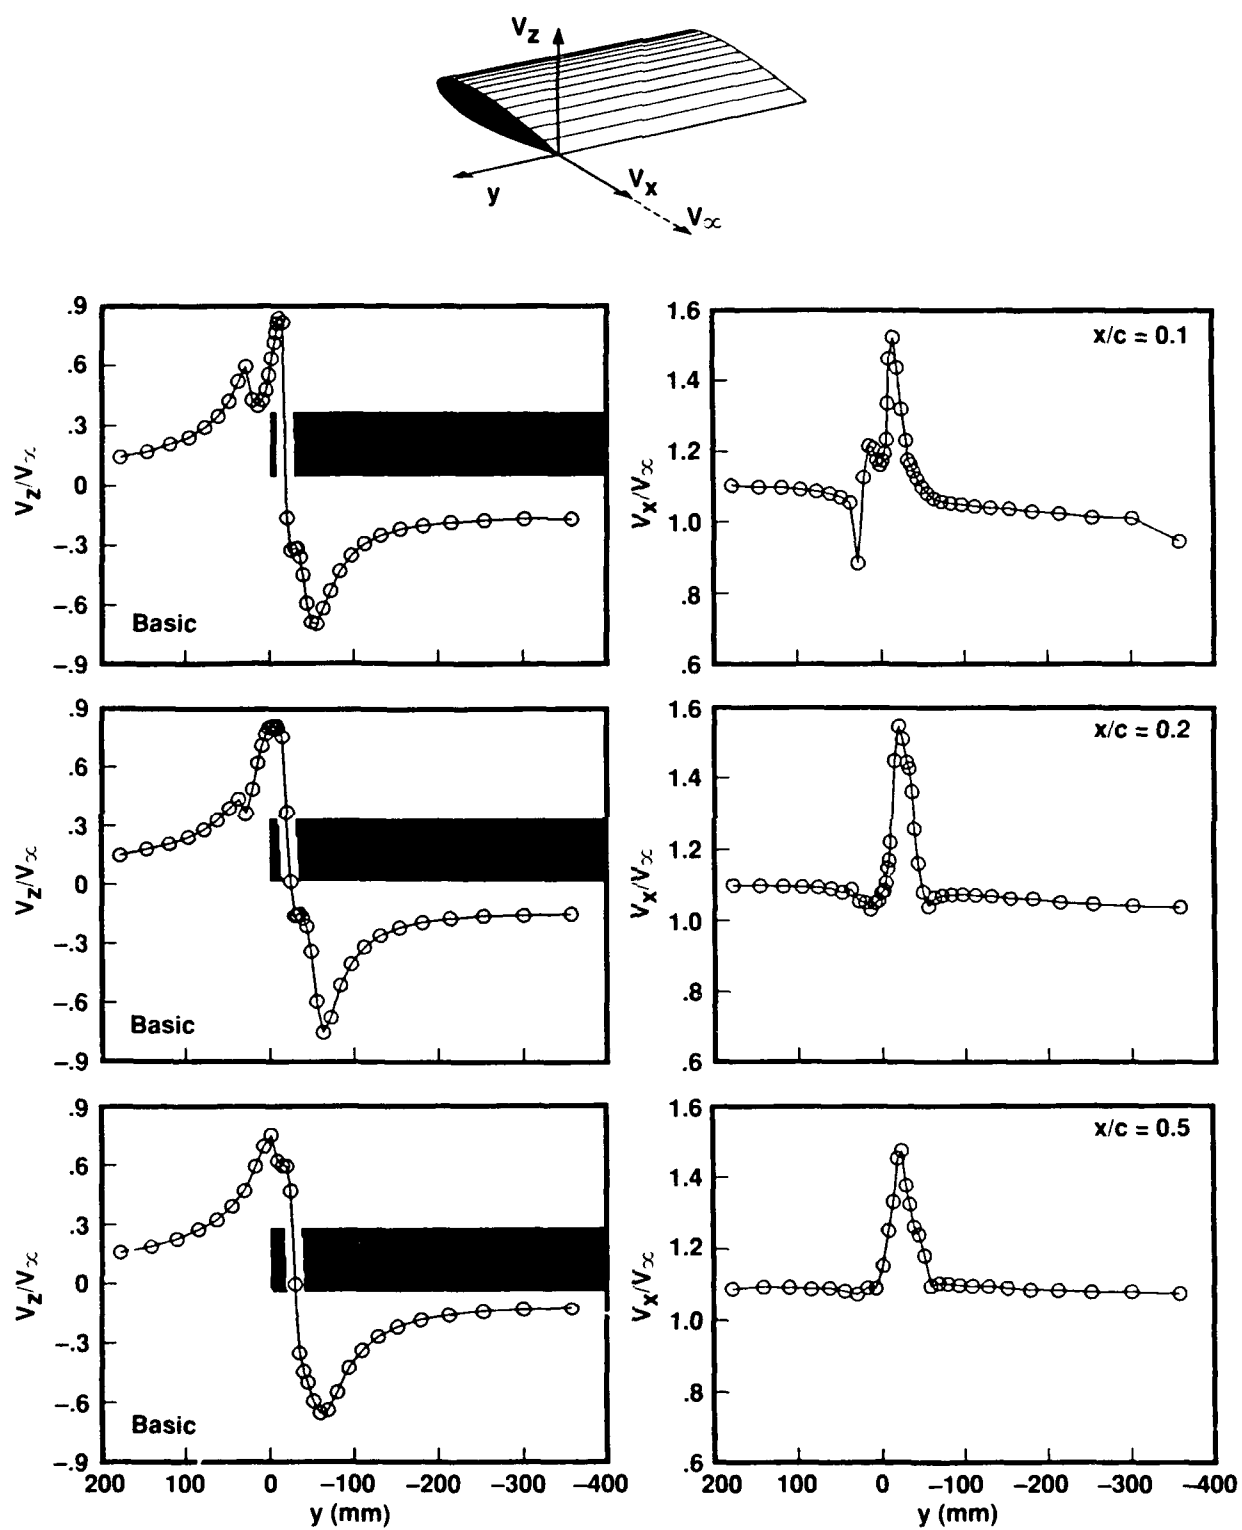 Vz
Vx
y
V∝
.9
.6
.3
0
–.3
–.6
–.9
Vz/V∝
Basic
1.6
1.4
1.2
1.0
.8
.6
Vx/V∝
x/c = 0.1
.9
.6
.3
0
–.3
–.6
–.9
Vz/V∝
Basic
1.6
1.4
1.2
1.0
.8
.6
Vx/V∝
x/c = 0.2
.9
.6
.3
0
–.3
–.6
–.9
Vz/V∝
Basic
200 100 0 –100 –200 –300 –400
y (mm)
1.6
1.4
1.2
1.0
.8
.6
Vx/V∝
x/c = 0.5
200 100 0 –100 –200 –300 –400
y (mm)